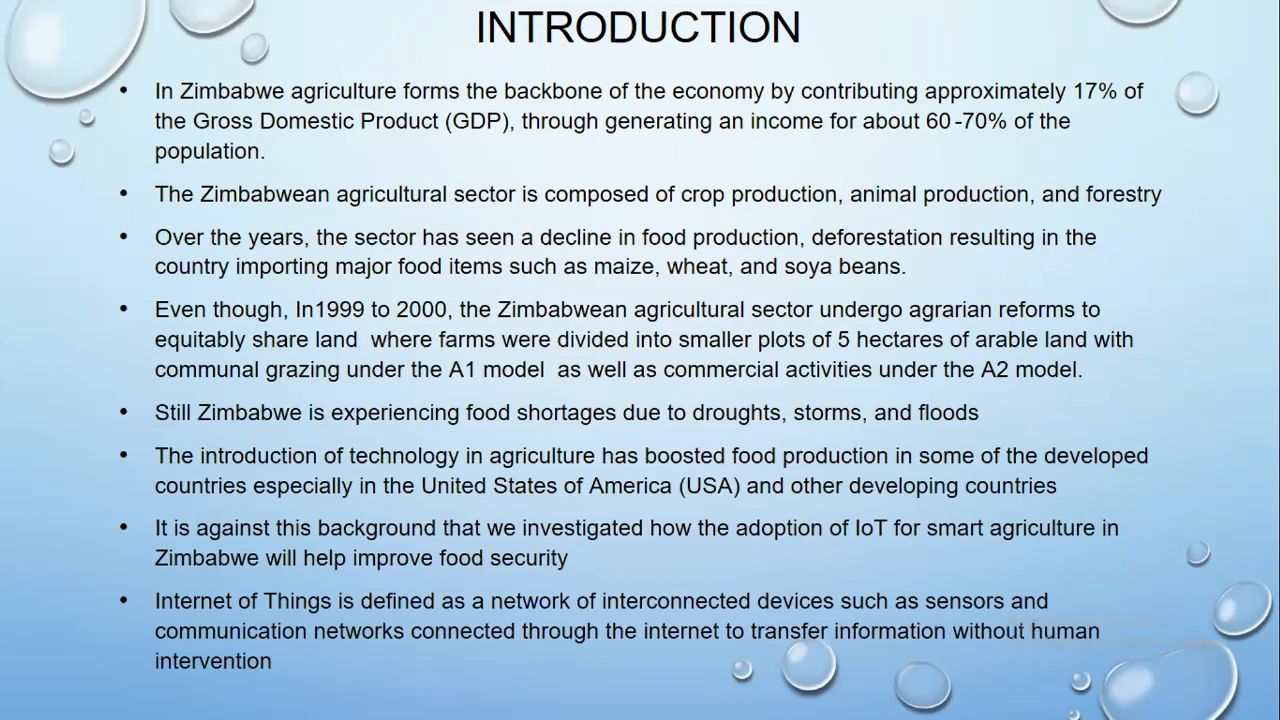 INTRODUCTION
• In Zimbabwe agriculture forms the backbone of the economy by contributing approximately 17% of
the Gross Domestic Product (GDP), through generating an income for about 60-70% of the
population.
• The Zimbabwean agricultural sector is composed of crop production, animal production, and forestry
• Over the years, the sector has seen a decline in food production, deforestation resulting in the
country importing major food items such as maize, wheat, and soya beans.
• Even though, In1999 to 2000, the Zimbabwean agricultural sector undergo agrarian reforms to
equitably share land  where farms were divided into smaller plots of 5 hectares of arable land with
communal grazing under the A1 model  as well as commercial activities under the A2 model.
• Still Zimbabwe is experiencing food shortages due to droughts, storms, and floods
• The introduction of technology in agriculture has boosted food production in some of the developed
countries especially in the United States of America (USA) and other developing countries
• It is against this background that we investigated how the adoption of IoT for smart agriculture in
Zimbabwe will help improve food security
• Internet of Things is defined as a network of interconnected devices such as sensors and
communication networks connected through the internet to transfer information without human
intervention